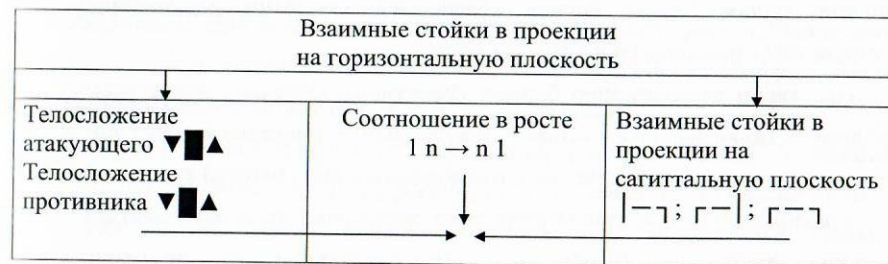 Взаимные стойки в проекции
на горизонтальную плоскость
Телосложение
атакующего ▼█▲
Телосложение
противника ▼█▲
Соотношение в росте
1 n → n 1
Взаимные стойки в
проекции на
сагиттальную плоскость
|─┐; ┌─|; ┌─┐